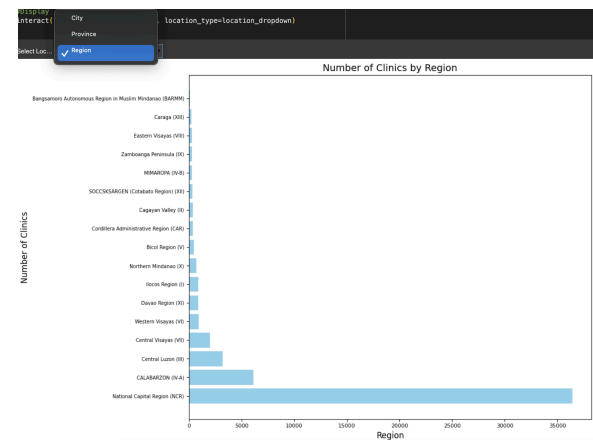 #Display
interact(
, location_type=location_dropdown)
City
Province
✓ Region
Select Loc...
Number of Clinics by Region
Number of Clinics
Bangsamoro Autonomous Region in Muslim Mindanao (BARMM)
Caraga (XIII)
Eastern Visayas (VIII)
Zamboanga Peninsula (IX)
MIMAROPA (IV-B)
SOCCSKSARGEN (Cotabato Region) (XII)
Cagayan Valley (II)
Cordillera Administrative Region (CAR)
Bicol Region (V)
Northern Mindanao (X)
Ilocos Region (I)
Davao Region (XI)
Western Visayas (VI)
Central Visayas (VII)
Central Luzon (III)
CALABARZON (IV-A)
National Capital Region (NCR)
0 5000 10000 15000 20000 25000 30000 35000
Region